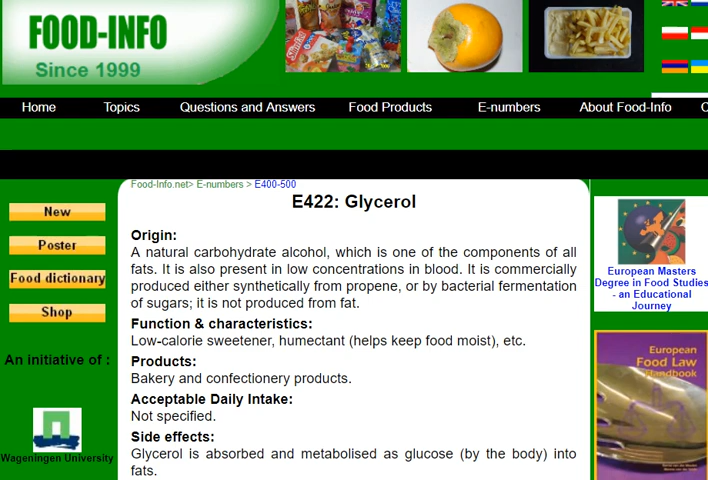 FOOD-INFO
Since 1999
Home Topics Questions and Answers Food Products E-numbers About Food-Info
Food-Info.net> E-numbers > E400-500
E422: Glycerol
New
Poster
Food dictionary
Shop
An initiative of :
Wageningen University
Origin:
A natural carbohydrate alcohol, which is one of the components of all
fats. It is also present in low concentrations in blood. It is commercially
produced either synthetically from propene, or by bacterial fermentation
of sugars; it is not produced from fat.
Function & characteristics:
Low-calorie sweetener, humectant (helps keep food moist), etc.
Products:
Bakery and confectionery products.
Acceptable Daily Intake:
Not specified.
Side effects:
Glycerol is absorbed and metabolised as glucose (by the body) into
fats.
European Masters
Degree in Food Studies
- an Educational
Journey
European
Food Law
Handbook